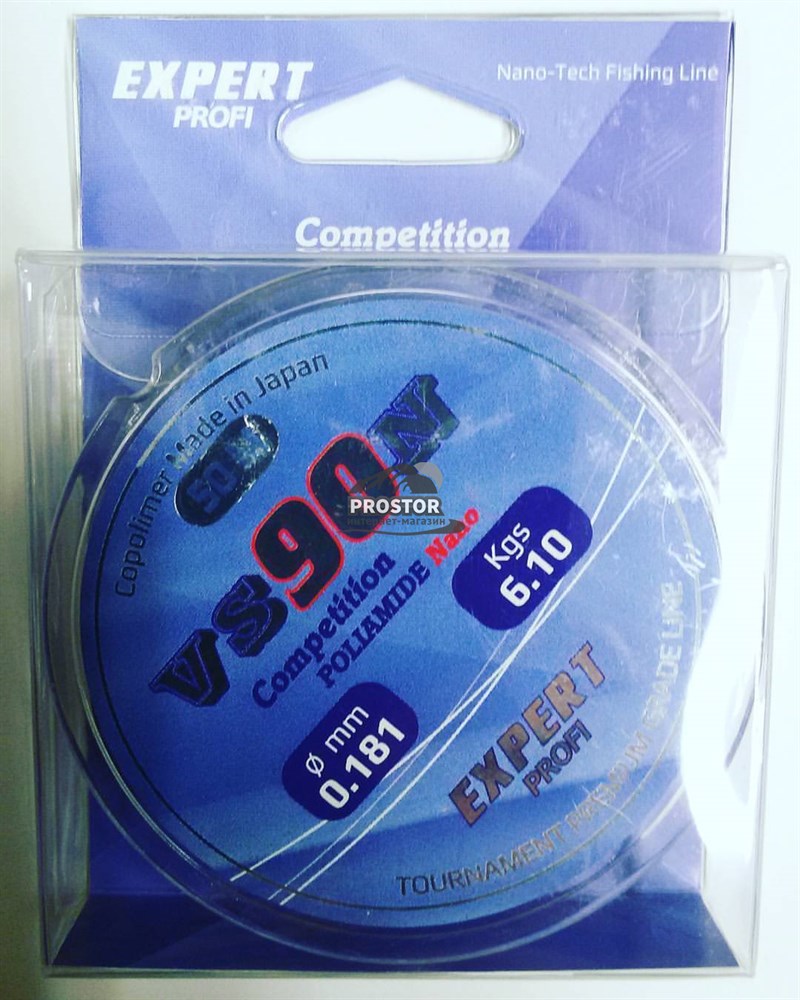 EXPERT
PROFI
Nano-Tech Fishing Line
Competition
Copolimer Made in Japan
50
VS90N
Competition
POLIAMIDE Nano
Kgs
6.10
Ø mm
0.181
EXPERT
PROFI
TOURNAMENT PREMIUM GRADE LINE
PROSTOR
интернет-магазин